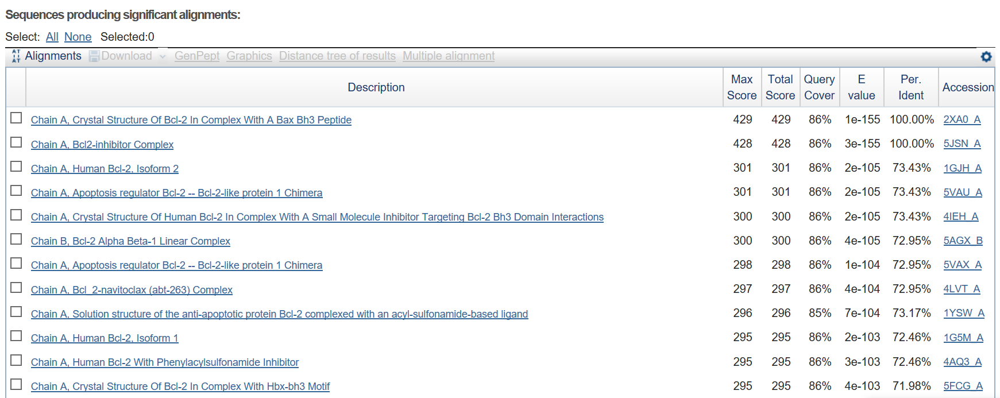 Sequences producing significant alignments:
Select: All None Selected:0
Alignments Download GenPept Graphics Distance tree of results Multiple alignment
Description Max Score Total Score Query Cover E value Per. Ident Accession
Chain A, Crystal Structure Of Bcl-2 In Complex With A Bax Bh3 Peptide 429 429 86% 1e-155 100.00% 2XA0_A
Chain A, Bcl2-inhibitor Complex 428 428 86% 3e-155 100.00% 5JSN_A
Chain A, Human Bcl-2, Isoform 2 301 301 86% 2e-105 73.43% 1GJH_A
Chain A, Apoptosis regulator Bcl-2 -- Bcl-2-like protein 1 Chimera 301 301 86% 2e-105 73.43% 5VAU_A
Chain A, Crystal Structure Of Human Bcl-2 In Complex With A Small Molecule Inhibitor Targeting Bcl-2 Bh3 Domain Interactions 300 300 86% 2e-105 73.43% 4IEH_A
Chain B, Bcl-2 Alpha Beta-1 Linear Complex 300 300 86% 4e-105 72.95% 5AGX_B
Chain A, Apoptosis regulator Bcl-2 -- Bcl-2-like protein 1 Chimera 298 298 86% 1e-104 72.95% 5VAX_A
Chain A, Bcl_2-navitoclax (abt-263) Complex 297 297 86% 4e-104 72.95% 4LVT_A
Chain A, Solution structure of the anti-apoptotic protein Bcl-2 complexed with an acyl-sulfonamide-based ligand 296 296 85% 7e-104 73.17% 1YSW_A
Chain A, Human Bcl-2, Isoform 1 295 295 86% 2e-103 72.46% 1G5M_A
Chain A, Human Bcl-2 With Phenylacylsulfonamide Inhibitor 295 295 86% 3e-103 72.46% 4AQ3_A
Chain A, Crystal Structure Of Bcl-2 In Complex With Hbx-bh3 Motif 295 295 86% 4e-103 71.98% 5FCG_A